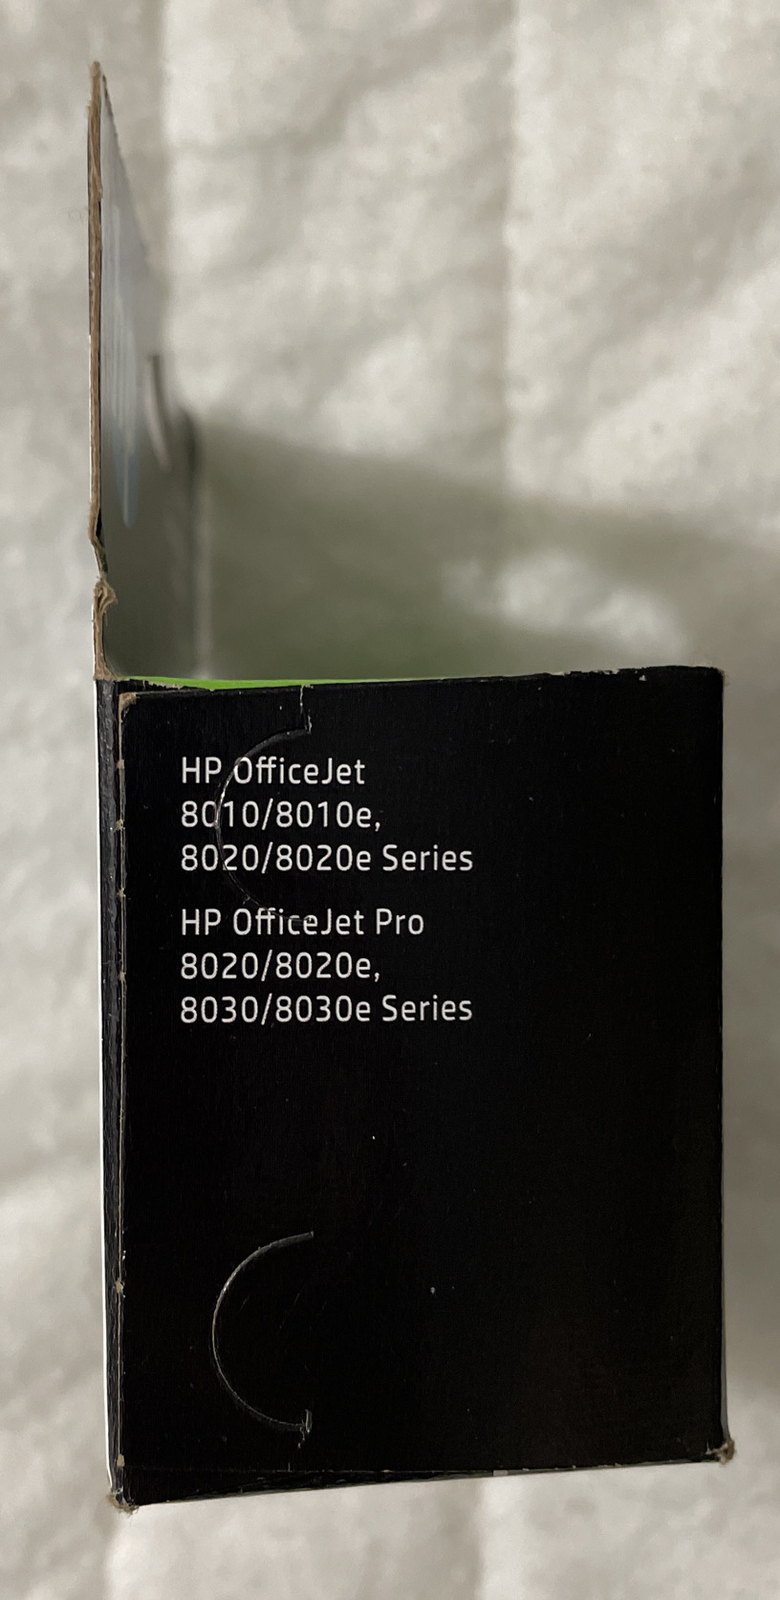 HP OfficeJet
8010/8010e,
8020/8020e Series
HP OfficeJet Pro
8020/8020e,
8030/8030e Series